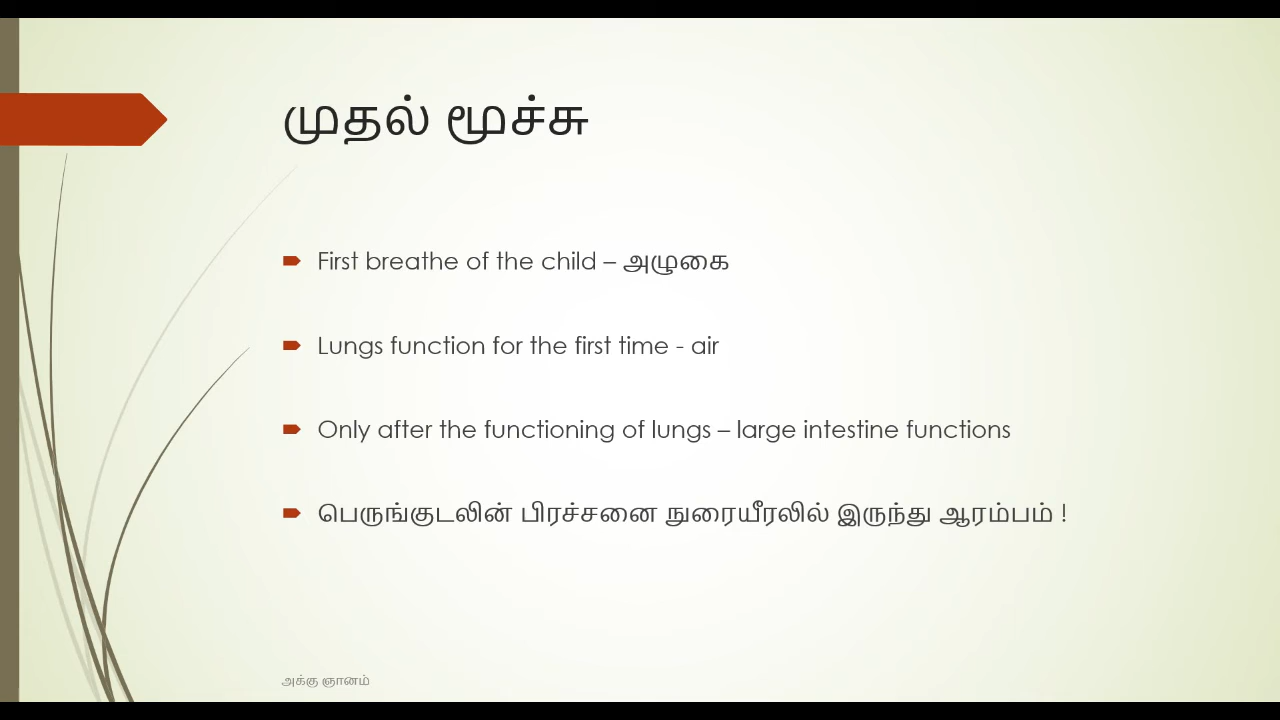 முதல் மூச்சு
First breathe of the child – அழுகை
Lungs function for the first time - air
Only after the functioning of lungs – large intestine functions
பெருங்குடலின் பிரச்சனை நுரையீரலில் இருந்து ஆரம்பம் !
அக்கு ஞானம்